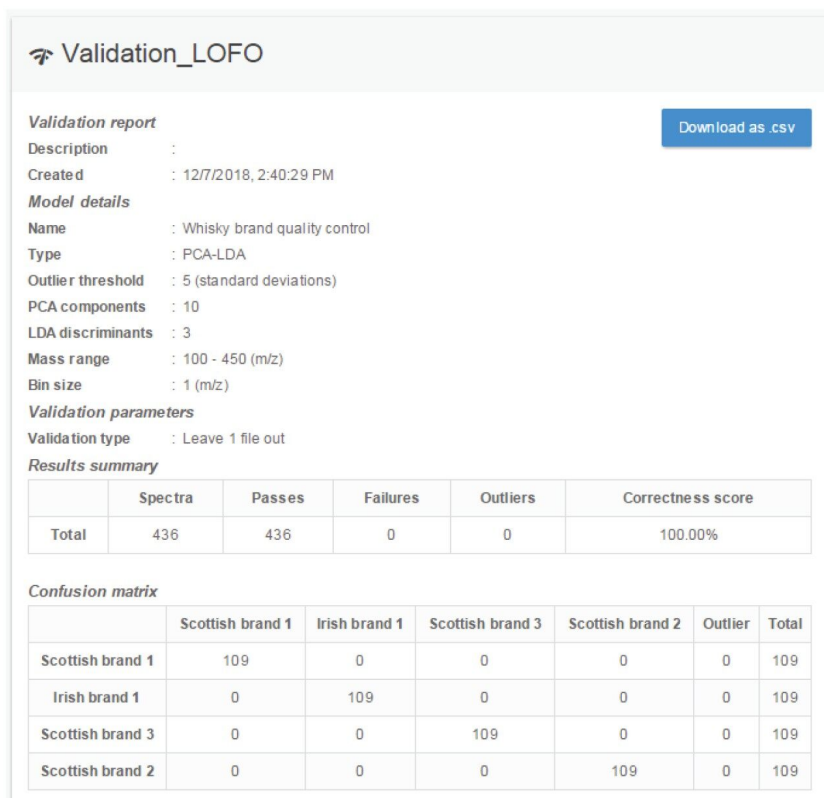 Validation_LOFO
Validation report
Download as .csv
Description :
Created : 12/7/2018, 2:40:29 PM
Model details
Name : Whisky brand quality control
Type : PCA-LDA
Outlier threshold : 5 (standard deviations)
PCA components : 10
LDA discriminants : 3
Mass range : 100 - 450 (m/z)
Bin size : 1 (m/z)
Validation parameters
Validation type : Leave 1 file out
Results summary
Spectra Passes Failures Outliers Correctness score
Total 436 436 0 0 100.00%
Confusion matrix
Scottish brand 1 Irish brand 1 Scottish brand 3 Scottish brand 2 Outlier Total
Scottish brand 1 109 0 0 0 0 109
Irish brand 1 0 109 0 0 0 109
Scottish brand 3 0 0 109 0 0 109
Scottish brand 2 0 0 0 109 0 109